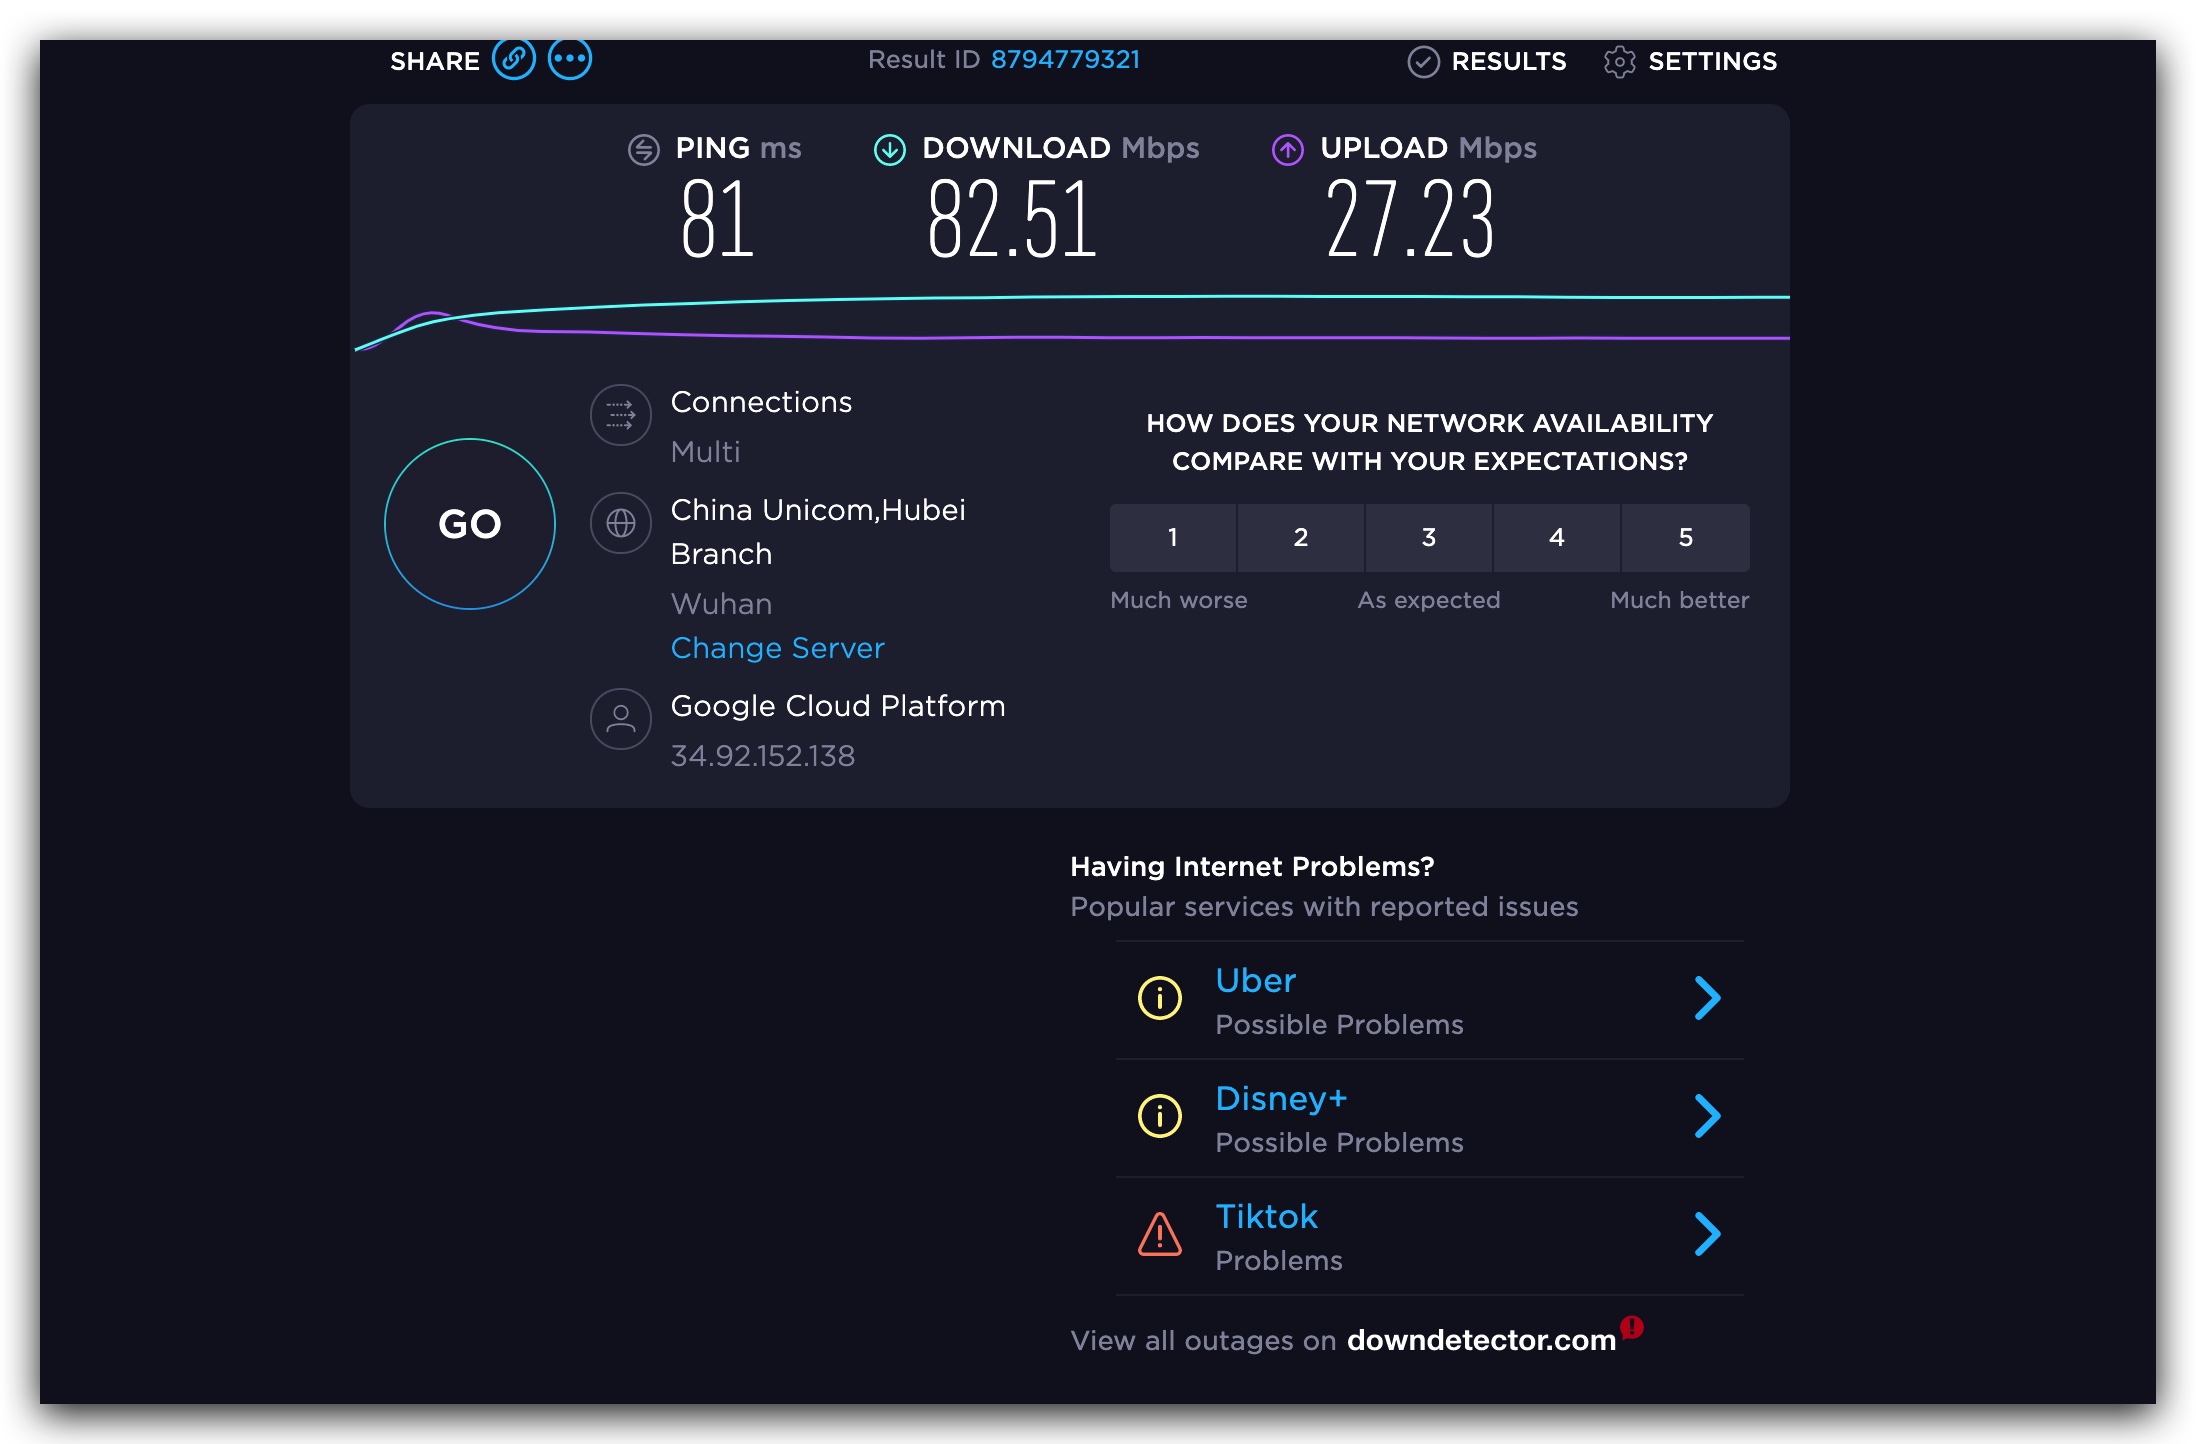 SHARE
Result ID 8794779321
RESULTS
SETTINGS
PING ms
81
DOWNLOAD Mbps
82.51
UPLOAD Mbps
27.23
GO
Connections
Multi
China Unicom,Hubei
Branch
Wuhan
Change Server
Google Cloud Platform
34.92.152.138
HOW DOES YOUR NETWORK AVAILABILITY
COMPARE WITH YOUR EXPECTATIONS?
1 2 3 4 5
Much worse As expected Much better
Having Internet Problems?
Popular services with reported issues
Uber
Possible Problems
Disney+
Possible Problems
Tiktok
Problems
View all outages on downdetector.com